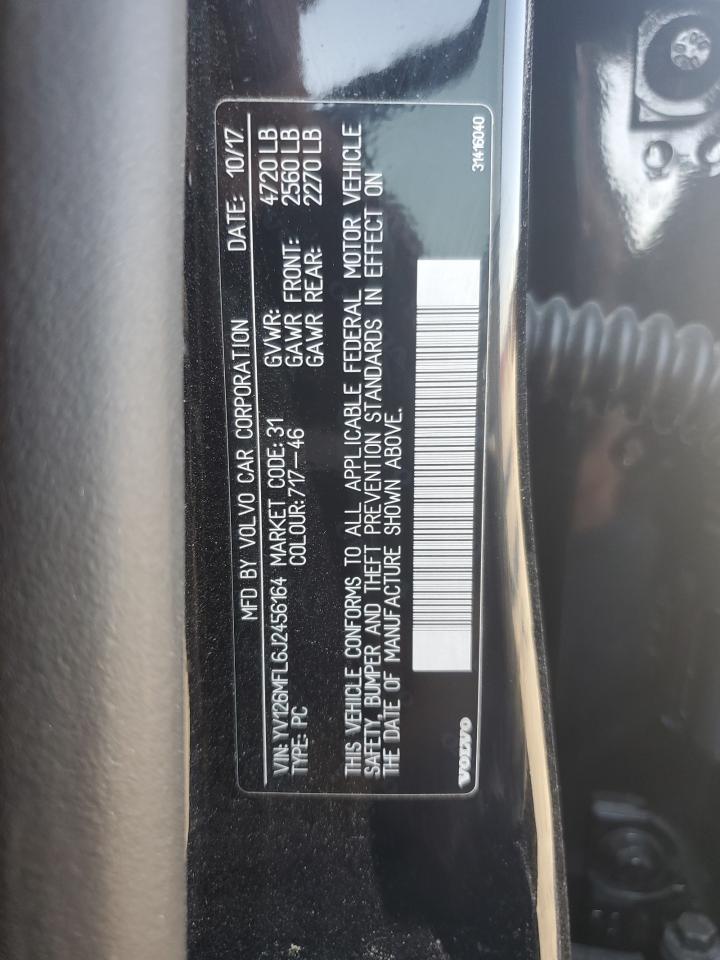 MFD BY VOLVO CAR CORPORATION DATE: 10/17
VIN: YV126MFL6J2456164 MARKET CODE: 31 GVWR: 4720 LB
TYPE: PC COLOUR: 717-46 GAWR FRONT: 2560 LB
GAWR REAR: 2270 LB
THIS VEHICLE CONFORMS TO ALL APPLICABLE FEDERAL MOTOR VEHICLE
SAFETY, BUMPER AND THEFT PREVENTION STANDARDS IN EFFECT ON
THE DATE OF MANUFACTURE SHOWN ABOVE.
VOLVO 31416040